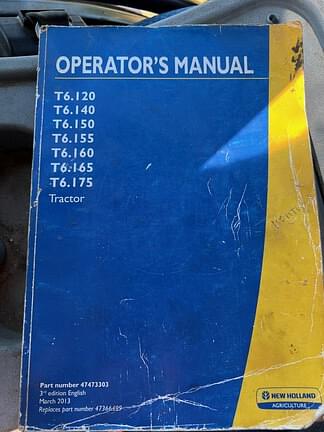 OPERATOR'S MANUAL
T6.120
T6.140
T6.150
T6.155
T6.160
T6.165
T6.175
Tractor
Part number 47473303
3rd edition English
March 2013
Replaces part number 47366489
NEW HOLLAND
AGRICULTURE